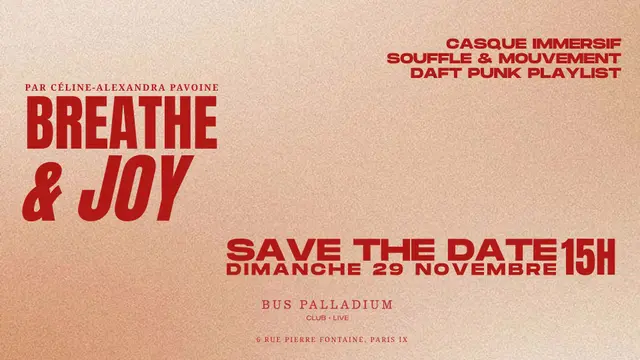 CASQUE IMMERSIF
SOUFFLE & MOUVEMENT
DAFT PUNK PLAYLIST
PAR CÉLINE-ALEXANDRA PAVOINE
BREATHE
& JOY
SAVE THE DATE 15H
DIMANCHE 29 NOVEMBRE
BUS PALLADIUM
CLUB • LIVE
6 RUE PIERRE FONTAINE, PARIS IX